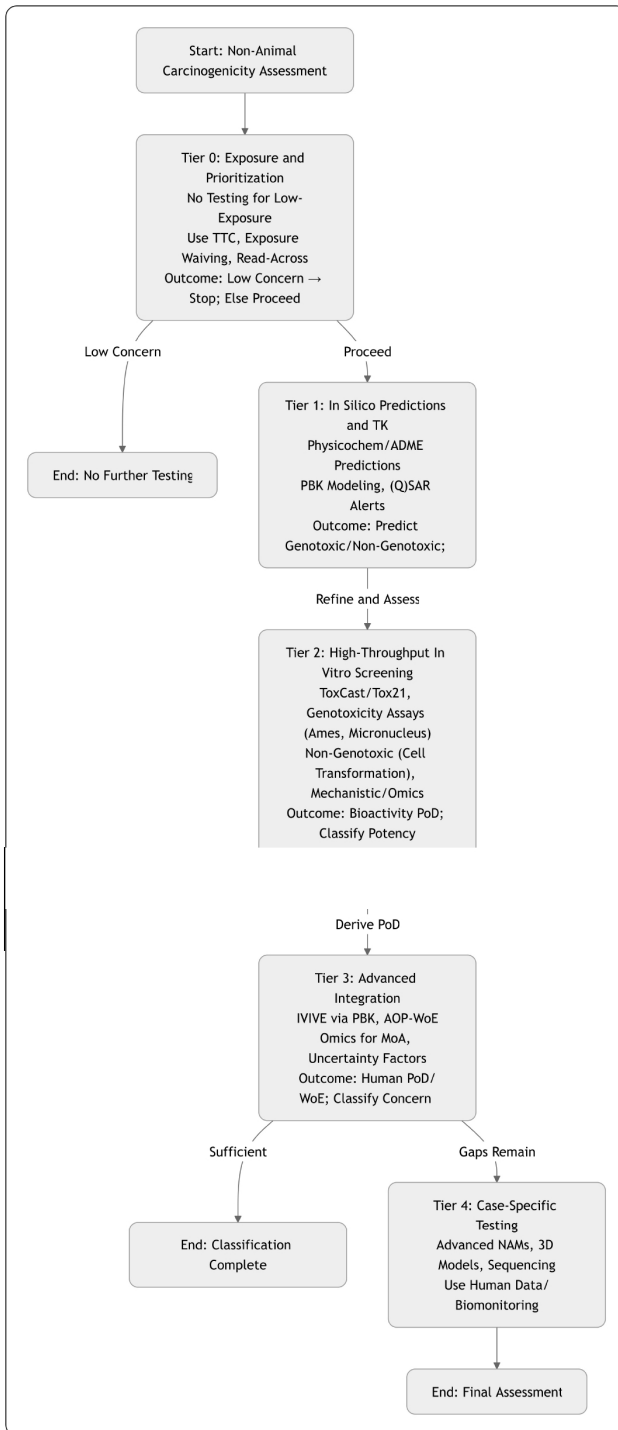 Start: Non-Animal
Carcinogenicity Assessment
Tier 0: Exposure and
Prioritization
No Testing for Low-
Exposure
Use TTC, Exposure
Waiving, Read-Across
Outcome: Low Concern →
Stop; Else Proceed
Low Concern
Proceed
Tier 1: In Silico Predictions
and TK
Physicochem/ADME
Predictions
PBK Modeling, (Q)SAR
Alerts
Outcome: Predict
Genotoxic/Non-Genotoxic;
End: No Further Testing
Refine and Assess
Tier 2: High-Throughput In
Vitro Screening
ToxCast/Tox21,
Genotoxicity Assays
(Ames, Micronucleus)
Non-Genotoxic (Cell
Transformation),
Mechanistic/Omics
Outcome: Bioactivity PoD;
Classify Potency
Derive PoD
Tier 3: Advanced
Integration
IVIVE via PBK, AOP-WoE
Omics for MoA,
Uncertainty Factors
Outcome: Human PoD/
WoE; Classify Concern
Sufficient
Gaps Remain
End: Classification
Complete
Tier 4: Case-Specific
Testing
Advanced NAMs, 3D
Models, Sequencing
Use Human Data/
Biomonitoring
End: Final Assessment